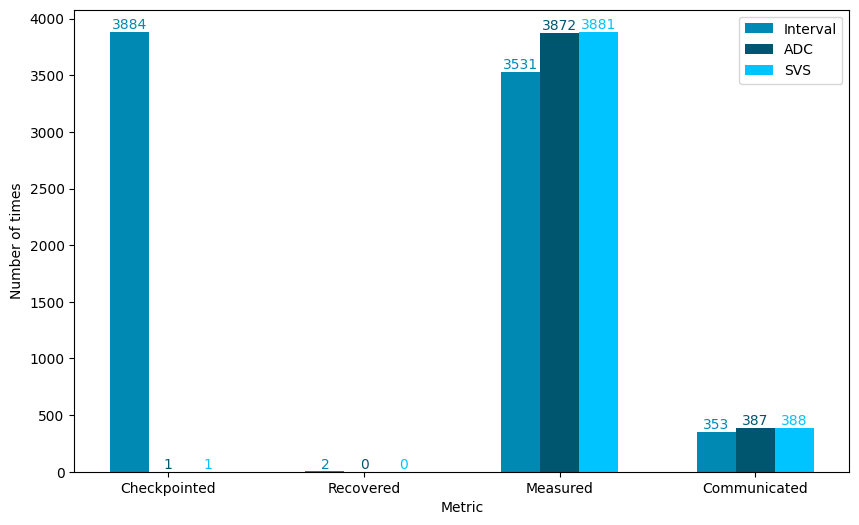 4000
3500
3000
2500
2000
1500
1000
500
0
Number of times
3884
1
1
2
0
0
3531
3872
3881
353
387
388
Interval
ADC
SVS
Checkpointed
Recovered
Measured
Communicated
Metric